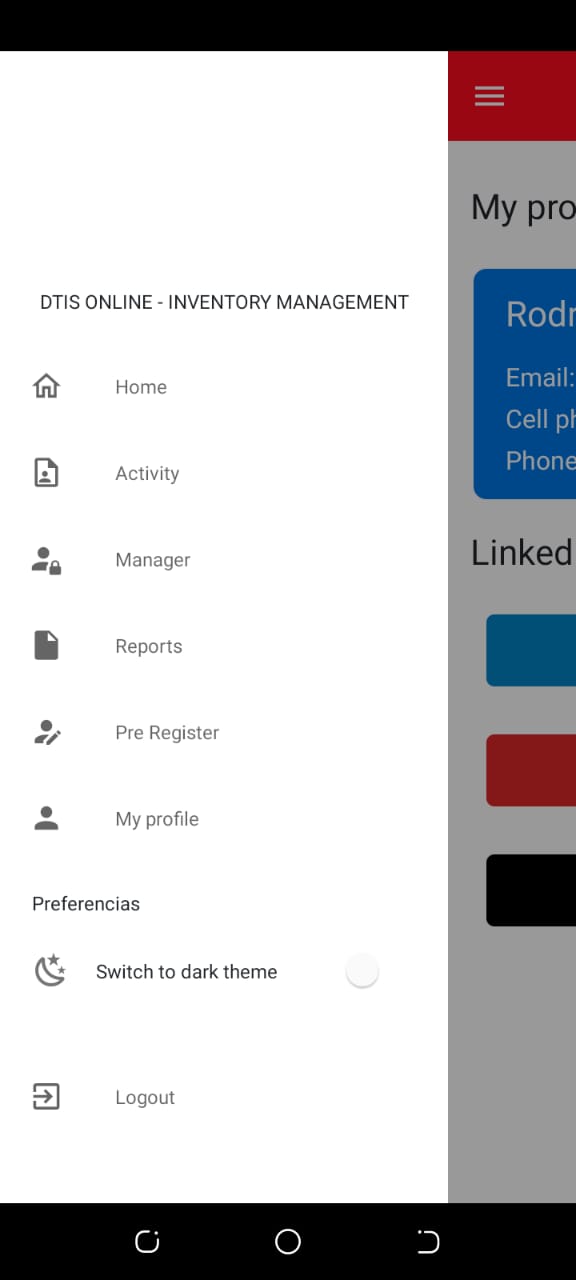 DTIS ONLINE - INVENTORY MANAGEMENT
Home
Activity
Manager
Reports
Pre Register
My profile
Preferencias
Switch to dark theme
Logout
My pro
Rodr
Email:
Cell ph
Phone
Linked